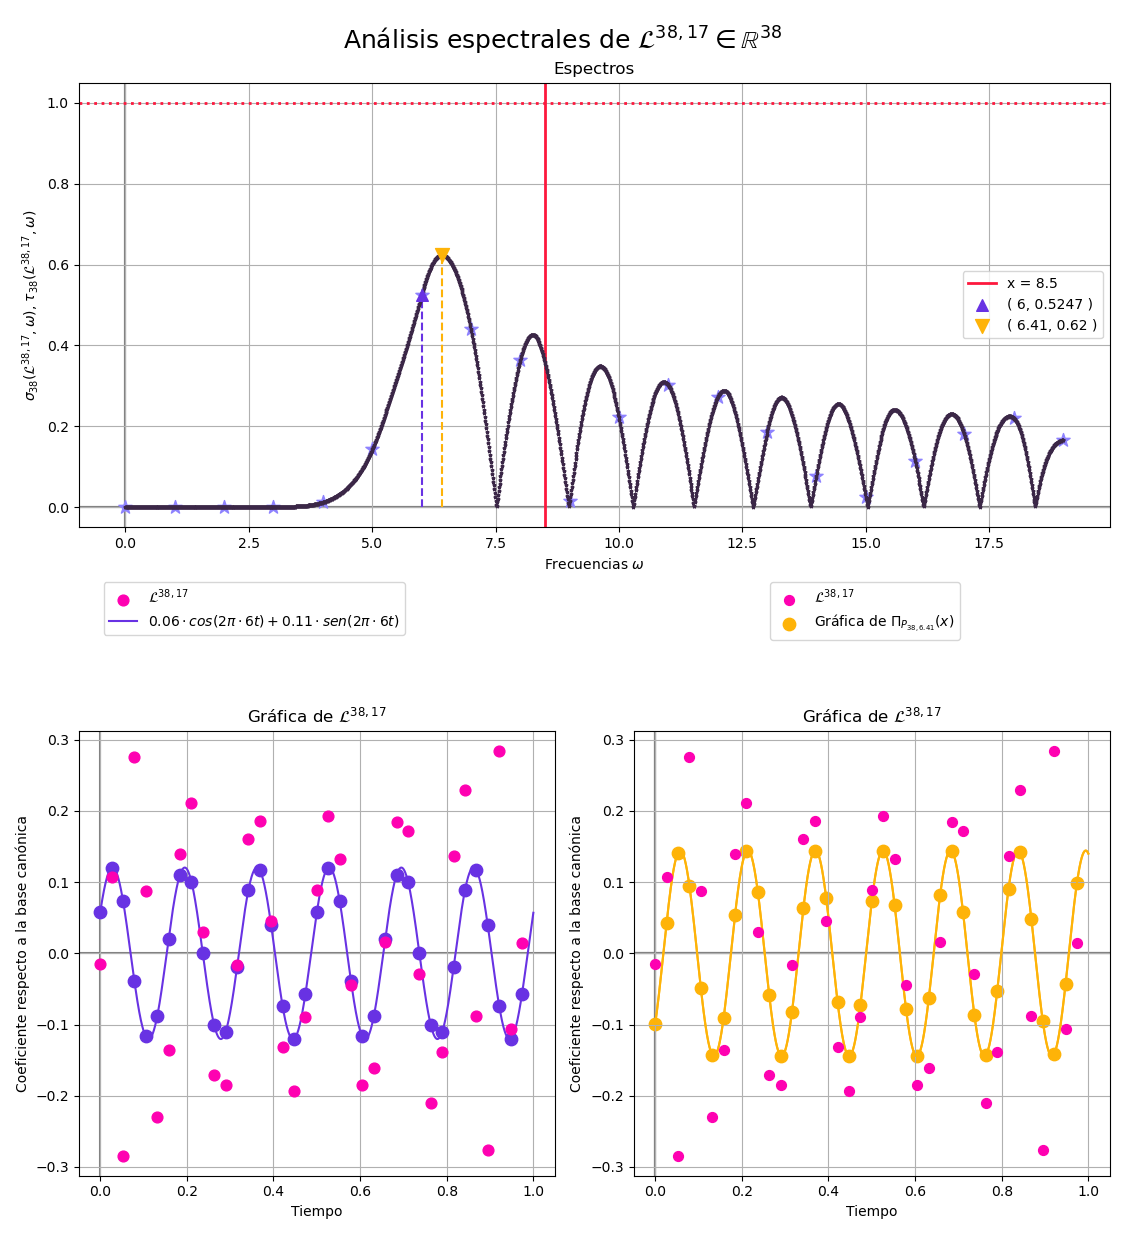 Análisis espectrales de 𝓛^{38,17} ∈ ℝ^{38}
Espectros
σ_{38}(𝓛^{38,17}, ω), τ_{38}(𝓛^{38,17}, ω)
1.0
0.8
0.6
0.4
0.2
0.0
x = 8.5
( 6, 0.5247 )
( 6.41, 0.62 )
0.0 2.5 5.0 7.5 10.0 12.5 15.0 17.5
Frecuencias ω
𝓛^{38,17}
0.06 · cos(2π · 6t) + 0.11 · sen(2π · 6t)
𝓛^{38,17}
Gráfica de Π_{P_{38,6.41}}(x)
Gráfica de 𝓛^{38,17}
Coeficiente respecto a la base canónica
0.3
0.2
0.1
0.0
−0.1
−0.2
−0.3
0.0 0.2 0.4 0.6 0.8 1.0
Tiempo
Gráfica de 𝓛^{38,17}
Coeficiente respecto a la base canónica
0.3
0.2
0.1
0.0
−0.1
−0.2
−0.3
0.0 0.2 0.4 0.6 0.8 1.0
Tiempo